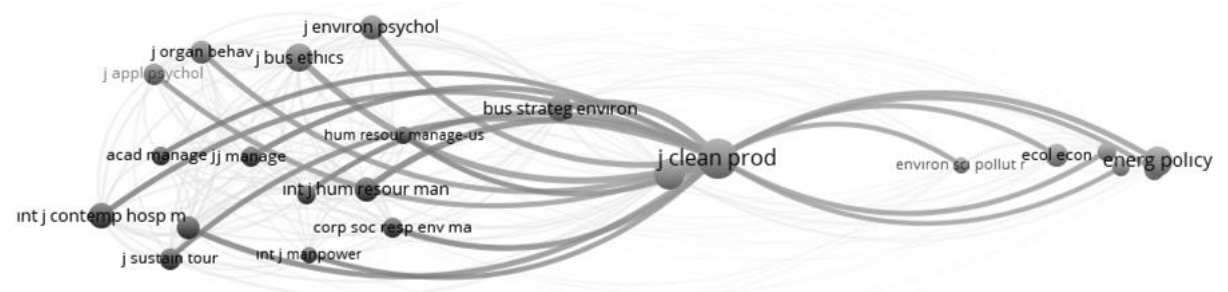 j environ psychol
j organ behav
j bus ethics
j appl psychol
bus strateg environ
hum resour manage-us
acad manage j
j manage
j clean prod
environ sci pollut r
ecol econ
energ policy
int j hum resour man
int j contemp hosp m
corp soc resp env ma
j sustain tour
int j manpower